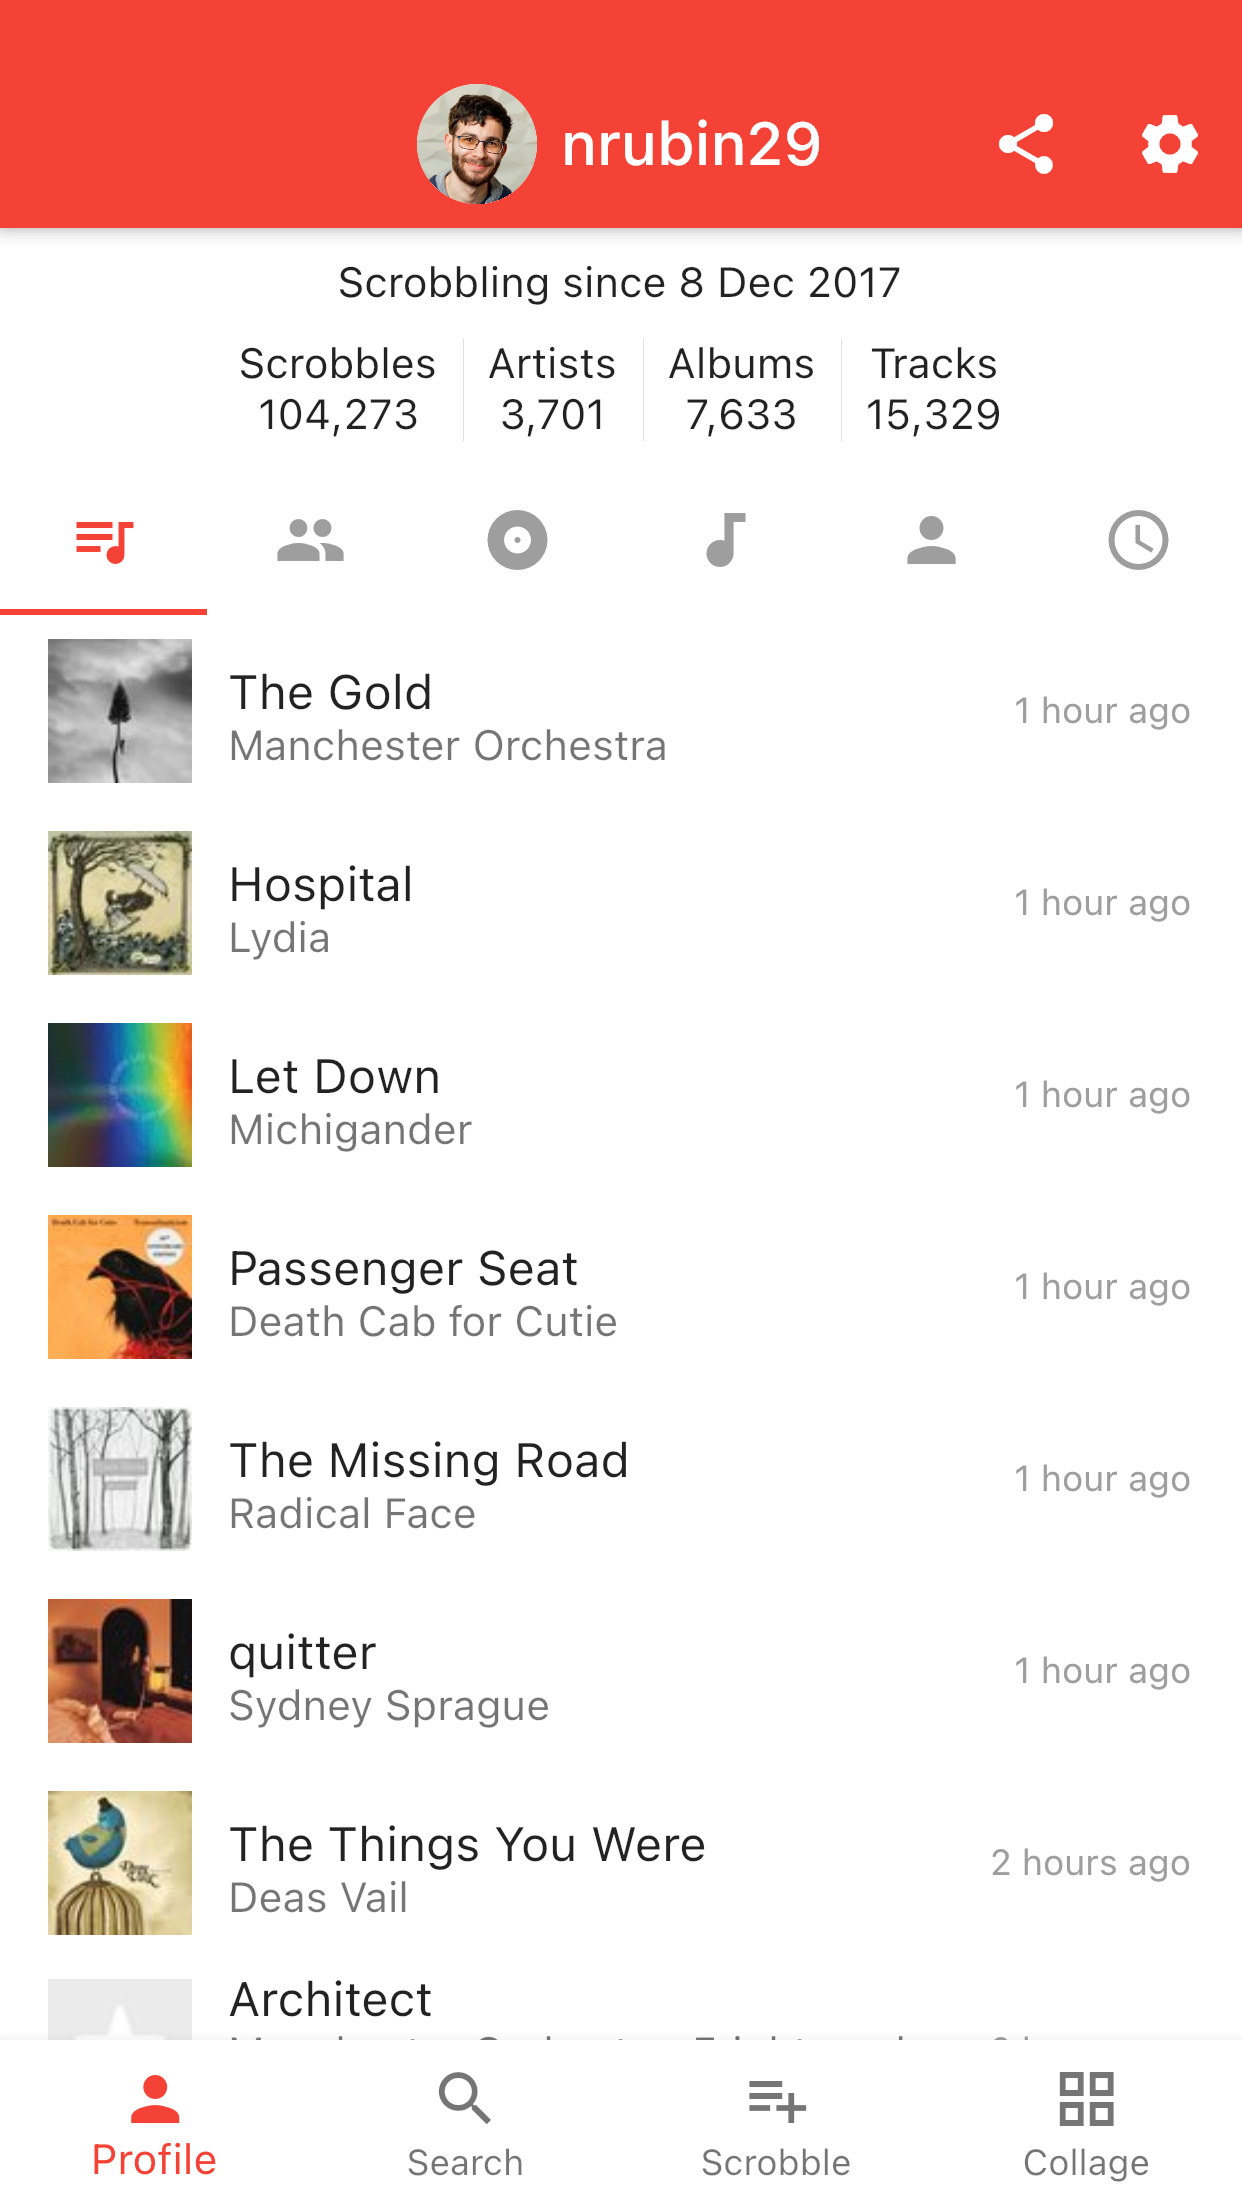 nrubin29
Scrobbling since 8 Dec 2017
Scrobbles Artists Albums Tracks
104,273 3,701 7,633 15,329
The Gold
Manchester Orchestra
1 hour ago
Hospital
Lydia
1 hour ago
Let Down
Michigander
1 hour ago
Passenger Seat
Death Cab for Cutie
1 hour ago
The Missing Road
Radical Face
1 hour ago
quitter
Sydney Sprague
1 hour ago
The Things You Were
Deas Vail
2 hours ago
Architect
Profile Search Scrobble Collage